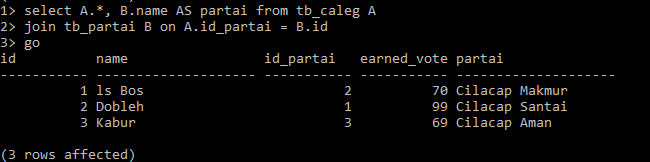 1> select A.*, B.name AS partai from tb_caleg A
2> join tb_partai B on A.id_partai = B.id
3> go
id          name                 id_partai   earned_vote partai
----------- -------------------- ----------- ----------- --------------------
          1 ls Bos                         2          70 Cilacap Makmur
          2 Dobleh                         1          99 Cilacap Santai
          3 Kabur                          3          69 Cilacap Aman
(3 rows affected)